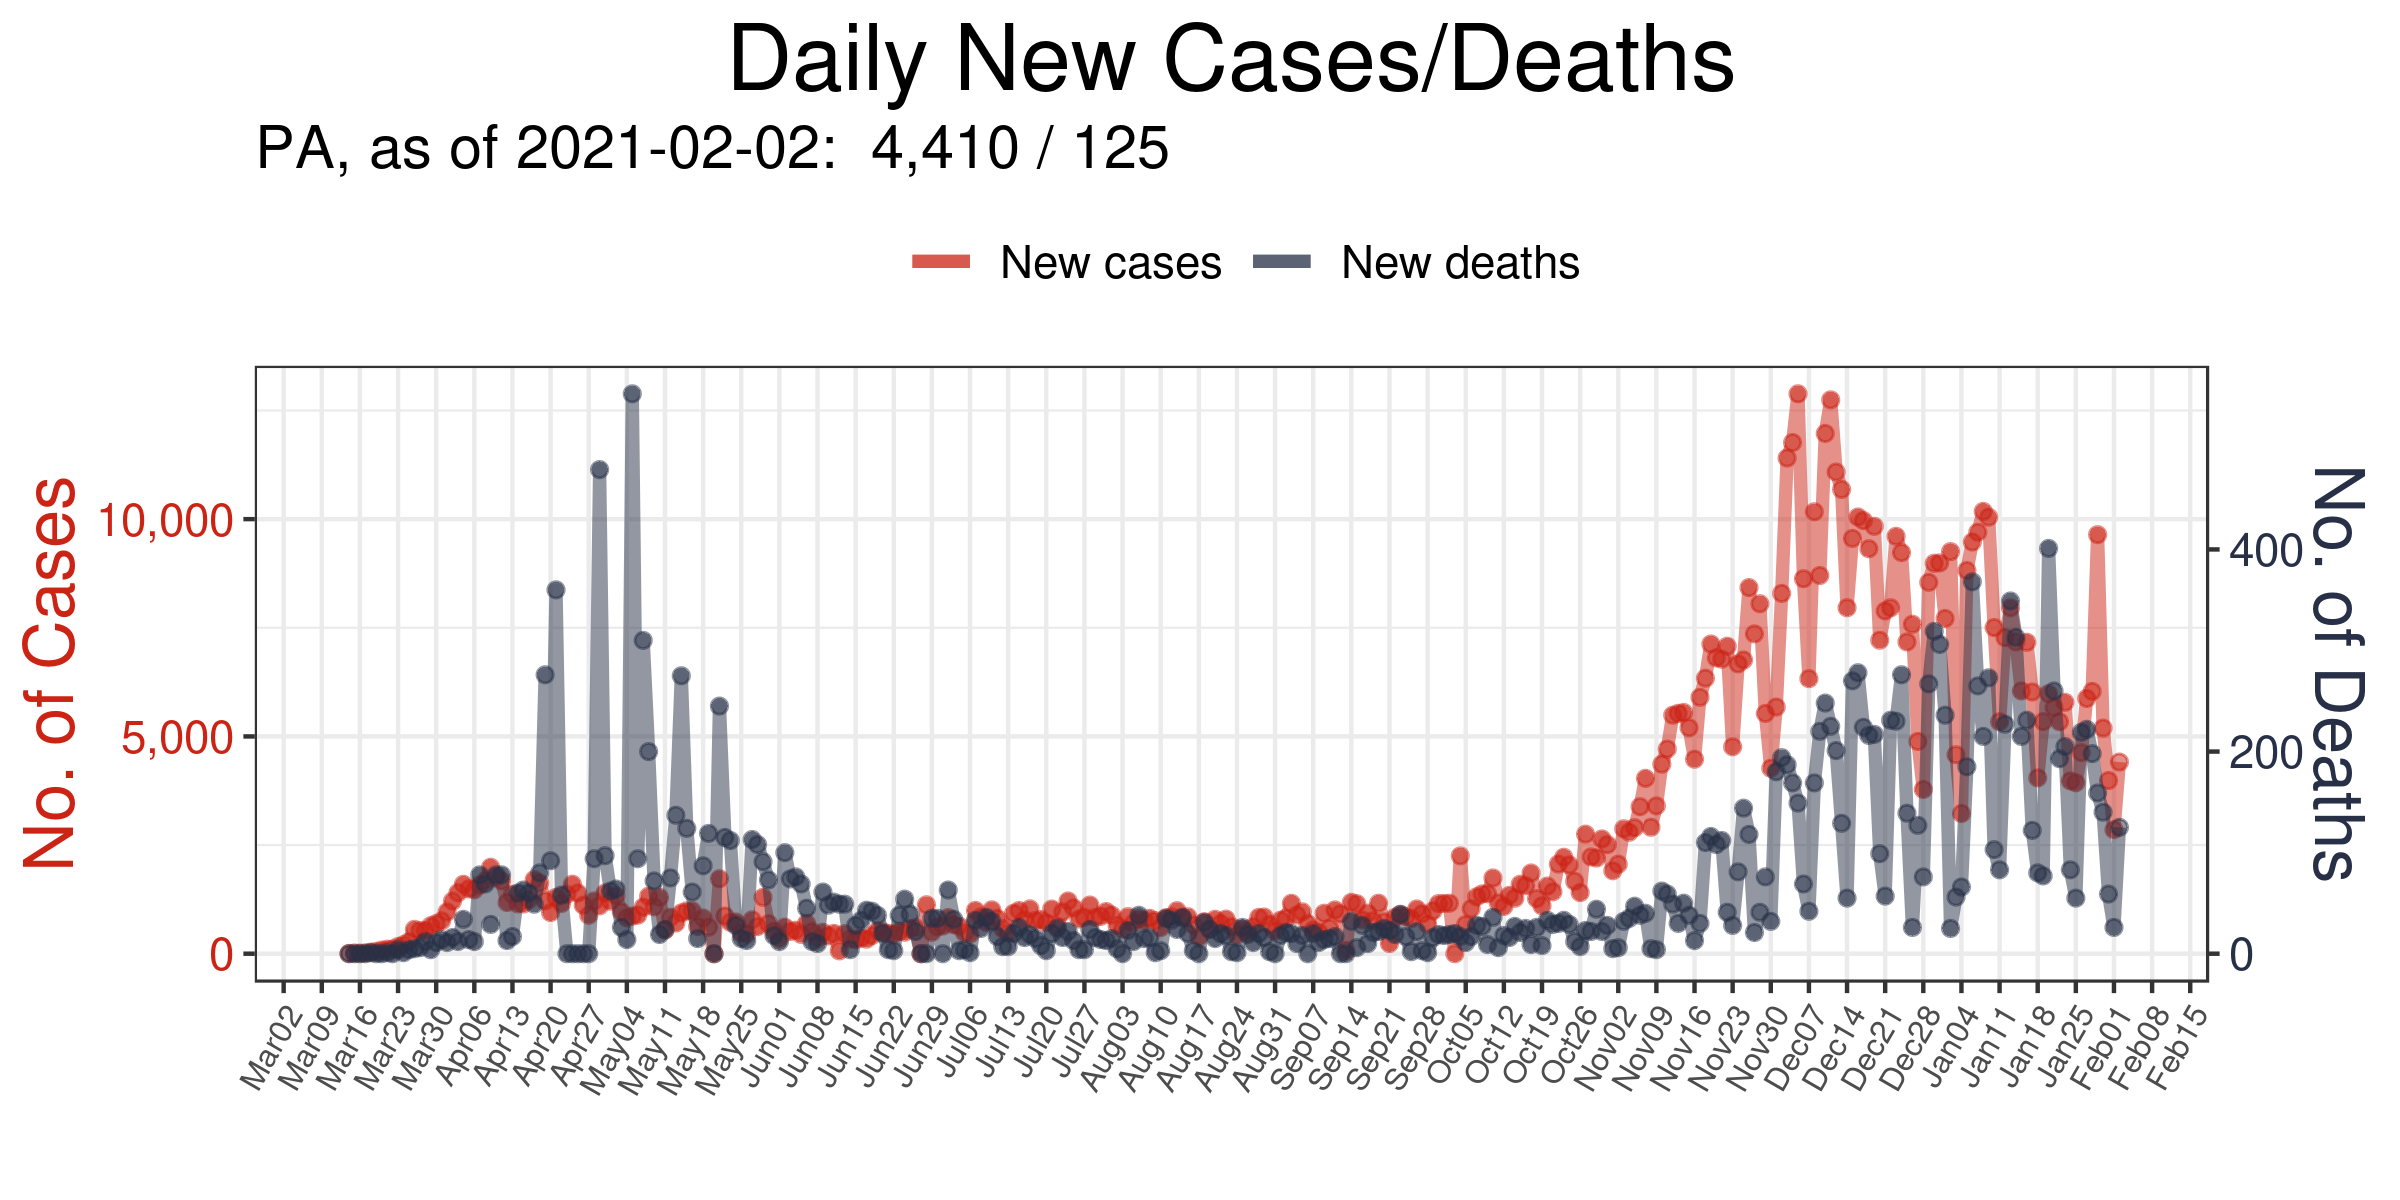 Daily New Cases/Deaths
PA, as of 2021-02-02:  4,410 / 125
New cases
New deaths
No. of Cases
10,000
5,000
0
No. of Deaths
400
200
0
Mar02
Mar09
Mar16
Mar23
Mar30
Apr06
Apr13
Apr20
Apr27
May04
May11
May18
May25
Jun01
Jun08
Jun15
Jun22
Jun29
Jul06
Jul13
Jul20
Jul27
Aug03
Aug10
Aug17
Aug24
Aug31
Sep07
Sep14
Sep21
Sep28
Oct05
Oct12
Oct19
Oct26
Nov02
Nov09
Nov16
Nov23
Nov30
Dec07
Dec14
Dec21
Dec28
Jan04
Jan11
Jan18
Jan25
Feb01
Feb08
Feb15